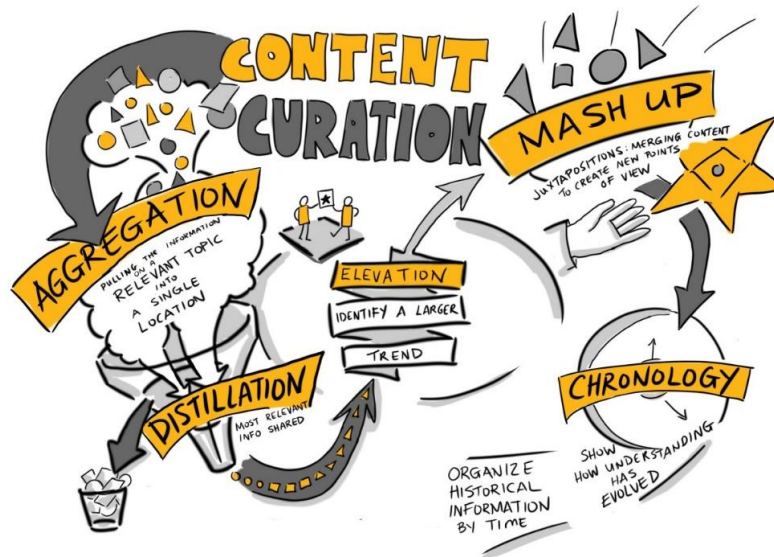 CONTENT
CURATION
AGGREGATION
PULLING THE INFORMATION
ON A
RELEVANT TOPIC
INTO
A SINGLE
LOCATION
DISTILLATION
MOST RELEVANT
INFO SHARED
ELEVATION
IDENTIFY A LARGER
TREND
MASH UP
JUXTAPOSITIONS: MERGING CONTENT
TO CREATE NEW POINTS
OF VIEW
CHRONOLOGY
SHOW
HOW UNDERSTANDING
HAS
EVOLVED
ORGANIZE
HISTORICAL
INFORMATION
BY TIME